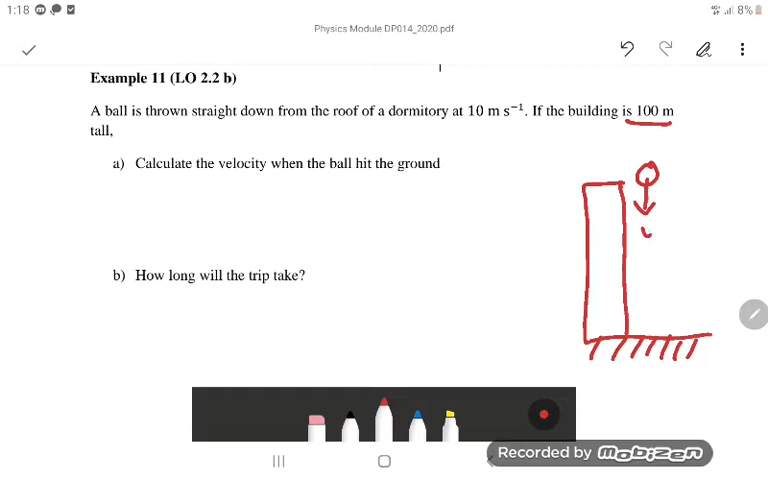 1:18
8%
Physics Module DP014_2020.pdf
Example 11 (LO 2.2 b)
A ball is thrown straight down from the roof of a dormitory at 10 m s⁻¹. If the building is 100 m
tall,
a) Calculate the velocity when the ball hit the ground
b) How long will the trip take?
Recorded by mobizen